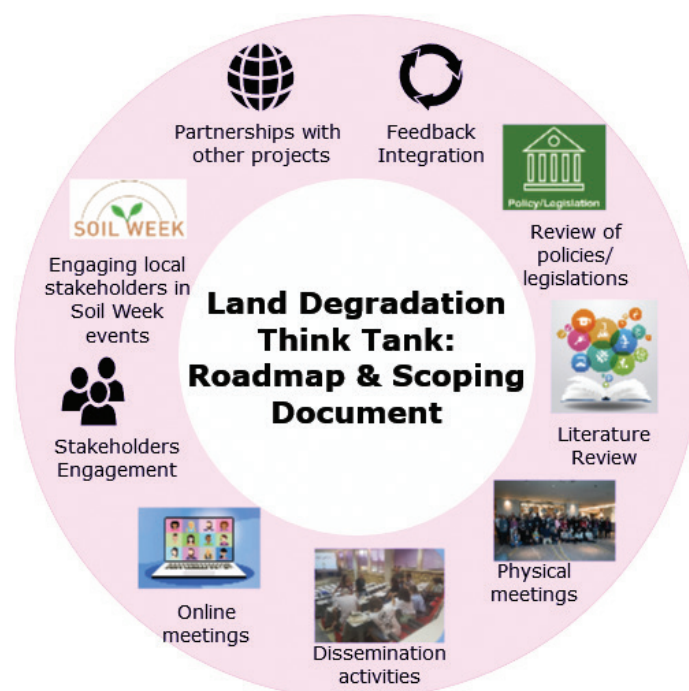 Partnerships with
other projects
Feedback
Integration
Policy/Legislation
Review of
policies/
legislations
SOIL WEEK
Engaging local
stakeholders in
Soil Week
events
Land Degradation
Think Tank:
Roadmap & Scoping
Document
Literature
Review
Stakeholders
Engagement
Physical
meetings
Online
meetings
Dissemination
activities